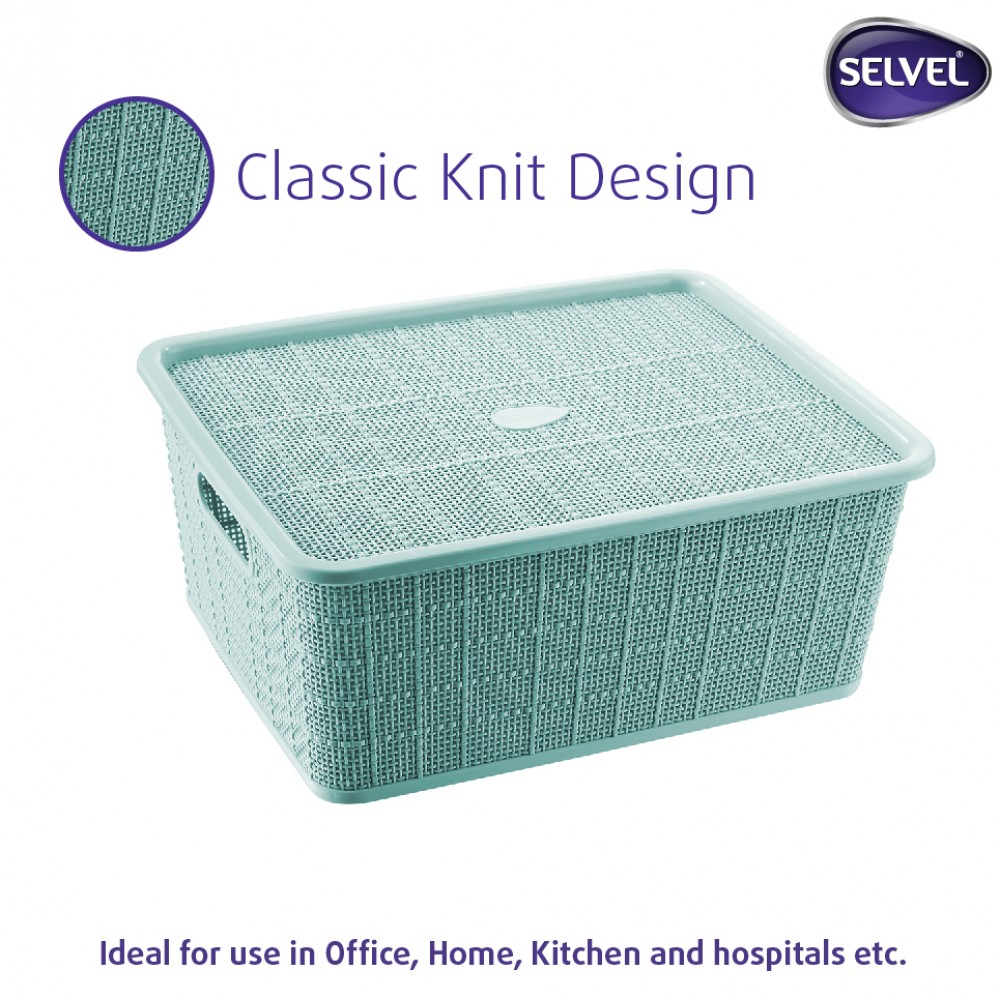 SELVEL®
Classic Knit Design
Ideal for use in Office, Home, Kitchen and hospitals etc.